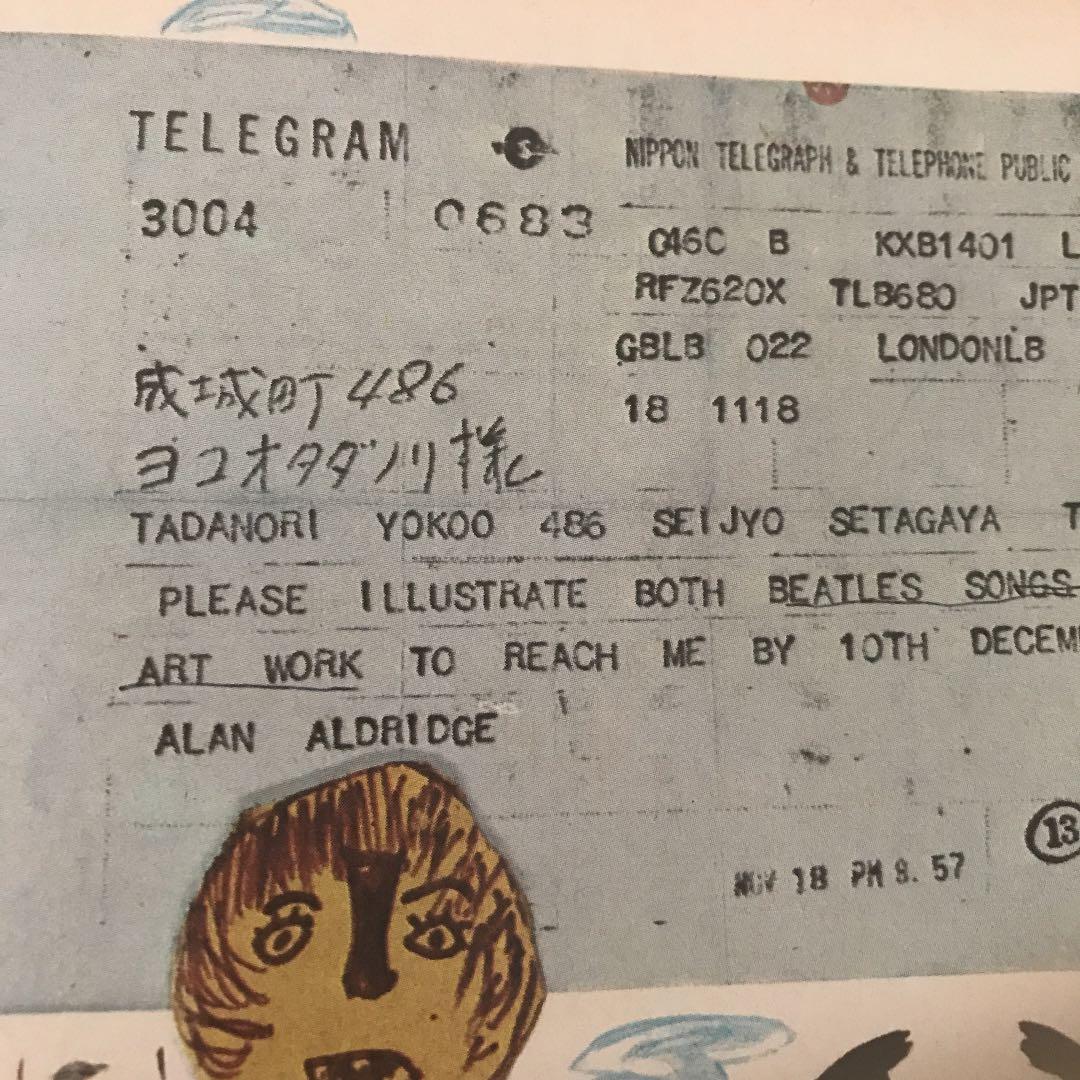 TELEGRAM
NIPPON TELEGRAPH & TELEPHONE PUBLIC
3004 0683
C46C B KXB1401 L
RFZ620X TLB680 JPT
GBLB 022 LONDONLB
18 1118
成城町486
ヨコオタダノリ様
TADANORI YOKOO 486 SEIJYO SETAGAYA T
PLEASE ILLUSTRATE BOTH BEATLES SONGS
ART WORK TO REACH ME BY 10TH DECEM
ALAN ALDRIDGE
13
NOV 18 PM 8. 57